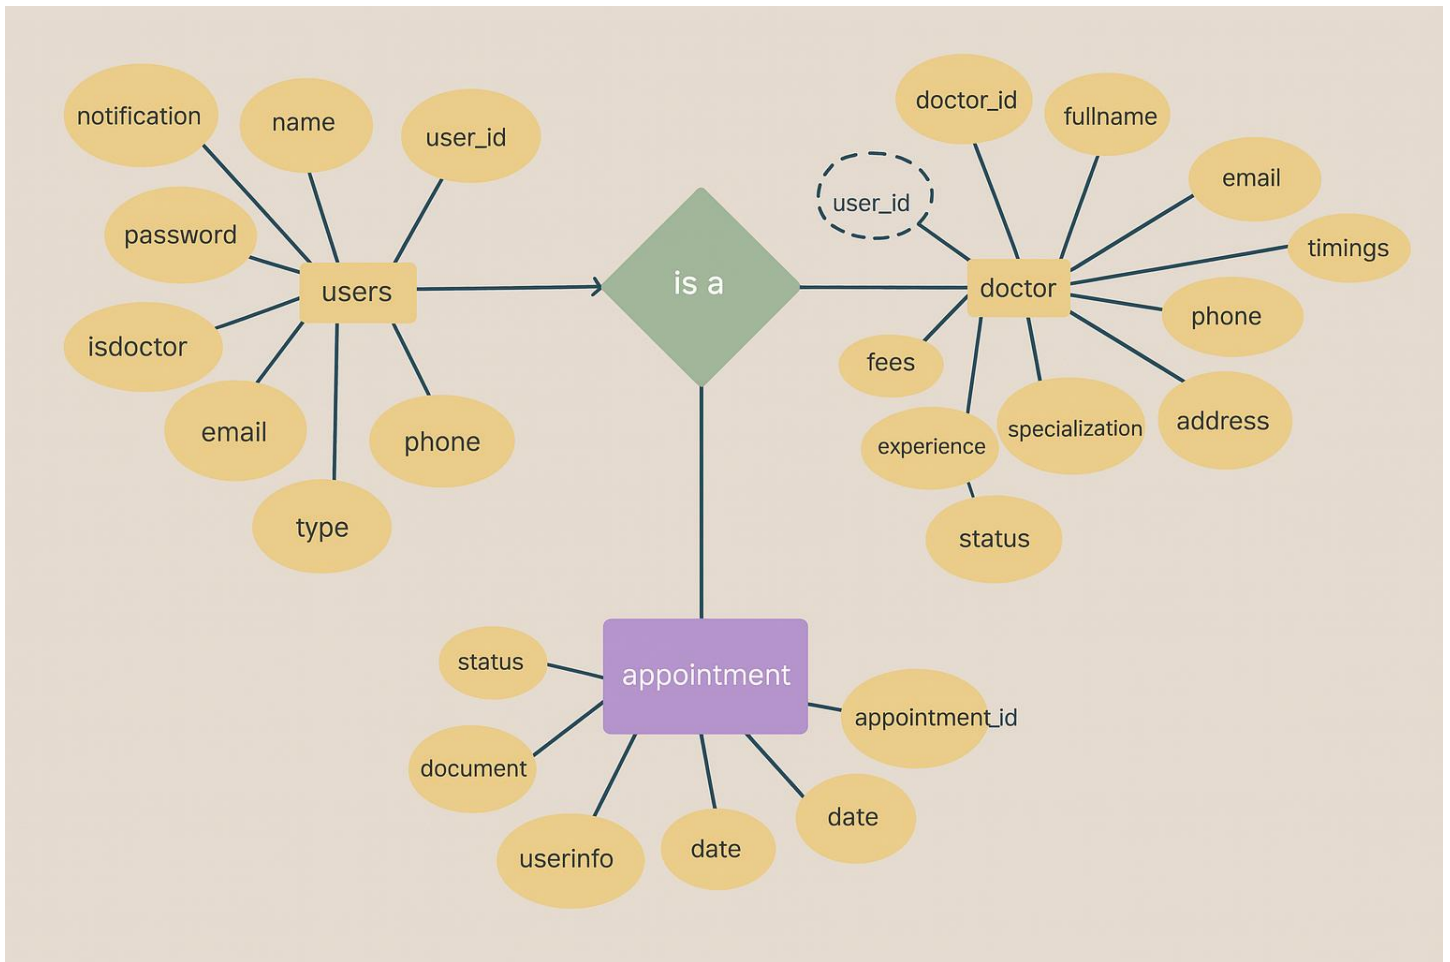 notification
name
user_id
password
users
isdoctor
email
phone
type
is a
doctor_id
fullname
user_id
email
timings
doctor
phone
fees
address
specialization
experience
status
appointment
status
appointment_id
document
date
date
userinfo